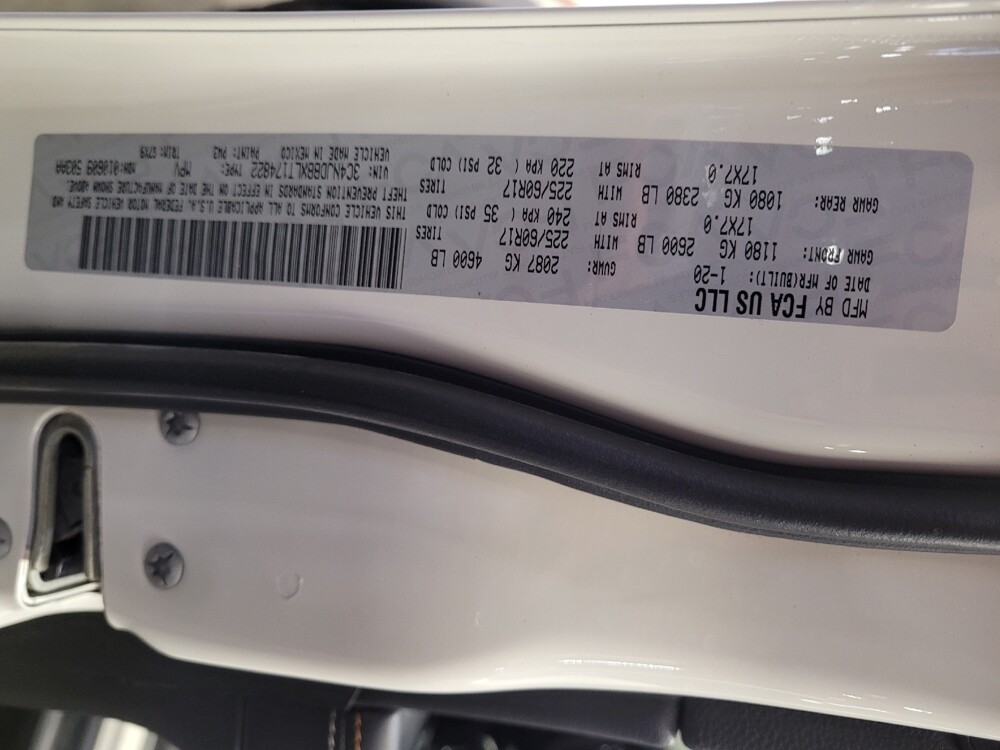 MFD BY FCA US LLC
DATE OF MFR(BUILT): 1-20
GVWR: 2087 KG 4600 LB
GAWR FRONT: 1180 KG 2600 LB WITH 225/60R17 TIRES
17X7.0 RIMS AT 240 KPA ( 35 PSI) COLD
GAWR REAR: 1080 KG 2380 LB WITH 225/60R17 TIRES
17X7.0 RIMS AT 220 KPA ( 32 PSI) COLD
THIS VEHICLE CONFORMS TO ALL APPLICABLE U.S.A. FEDERAL MOTOR VEHICLE SAFETY AND
THEFT PREVENTION STANDARDS IN EFFECT ON THE DATE OF MANUFACTURE SHOWN ABOVE.
VIN: 3C4NJDBBXLT174822 TYPE: MPV MDH:010609 503AA
VEHICLE MADE IN MEXICO PAINT: PW3 TRIM: G7X9